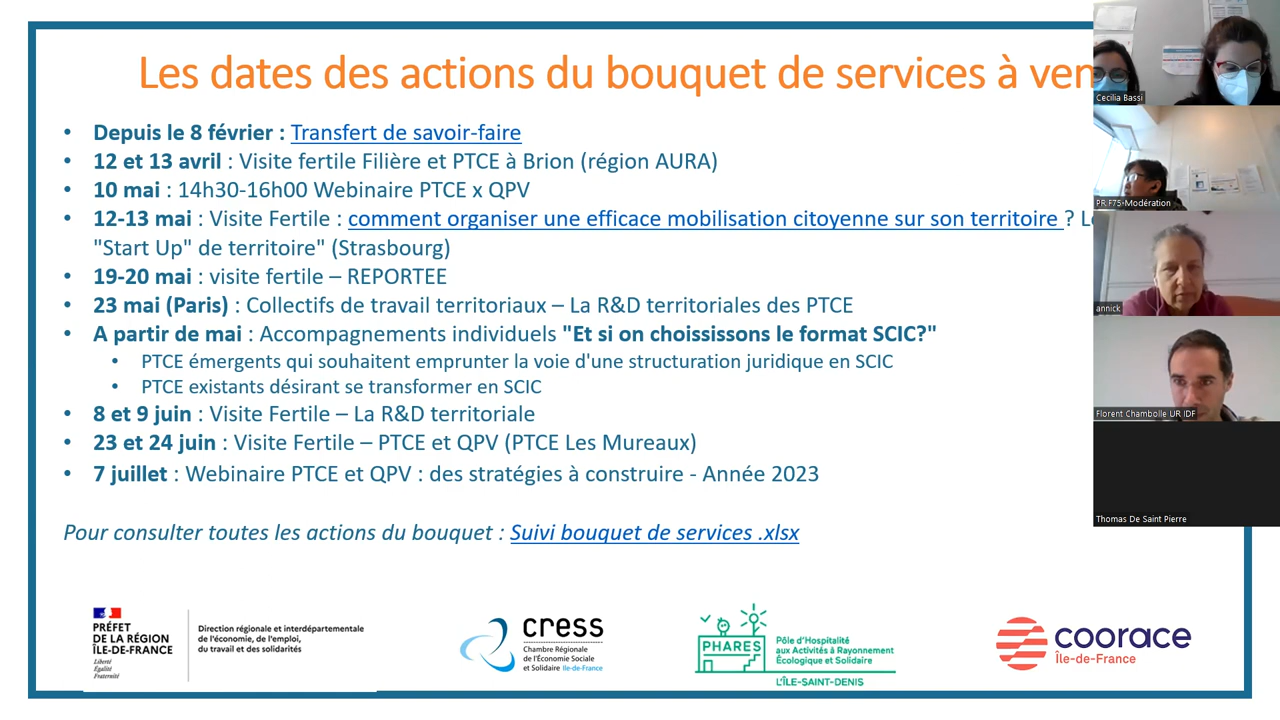 Les dates des actions du bouquet de services à ven
• Depuis le 8 février : Transfert de savoir-faire
• 12 et 13 avril : Visite fertile Filière et PTCE à Brion (région AURA)
• 10 mai : 14h30-16h00 Webinaire PTCE x QPV
• 12-13 mai : Visite Fertile : comment organiser une efficace mobilisation citoyenne sur son territoire ?
"Start Up" de territoire" (Strasbourg)
• 19-20 mai : visite fertile – REPORTEE
• 23 mai (Paris) : Collectifs de travail territoriaux – La R&D territoriales des PTCE
• A partir de mai : Accompagnements individuels "Et si on choississons le format SCIC?"
• PTCE émergents qui souhaitent emprunter la voie d'une structuration juridique en SCIC
• PTCE existants désirant se transformer en SCIC
• 8 et 9 juin : Visite Fertile – La R&D territoriale
• 23 et 24 juin : Visite Fertile – PTCE et QPV (PTCE Les Mureaux)
• 7 juillet : Webinaire PTCE et QPV : des stratégies à construire - Année 2023
Pour consulter toutes les actions du bouquet : Suivi bouquet de services .xlsx
PRÉFET
DE LA RÉGION
ÎLE-DE-FRANCE
Liberté
Égalité
Fraternité
Direction régionale et interdépartementale
de l'économie, de l'emploi,
du travail et des solidarités
cress
Chambre Régionale
de l'Économie Sociale
et Solidaire Ile-de-France
PHARES
Pôle d'Hospitalité
aux Activités à Rayonnement
Écologique et Solidaire
L'ÎLE-SAINT-DENIS
coorace
Île-de-France
Cecilia Bassi
PR F75-Modération
annick
Florent Chambolle UR IDF
Thomas De Saint Pierre